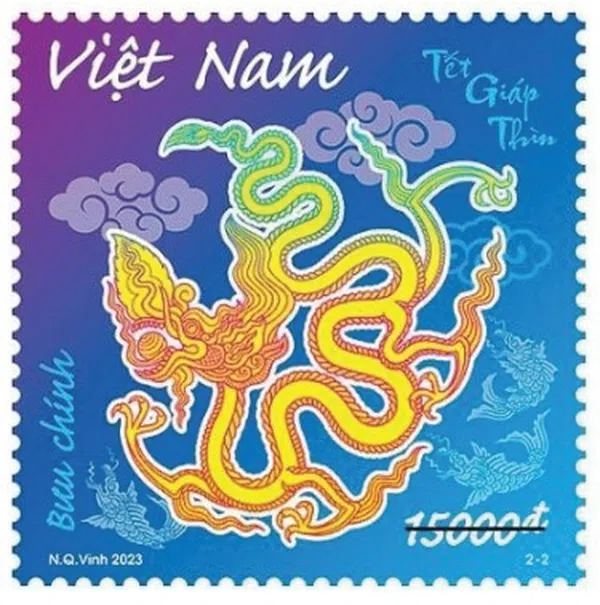 Việt Nam
Tết
Giáp
Thìn
Bưu chính
15000đ
N.Q.Vinh 2023
2-2